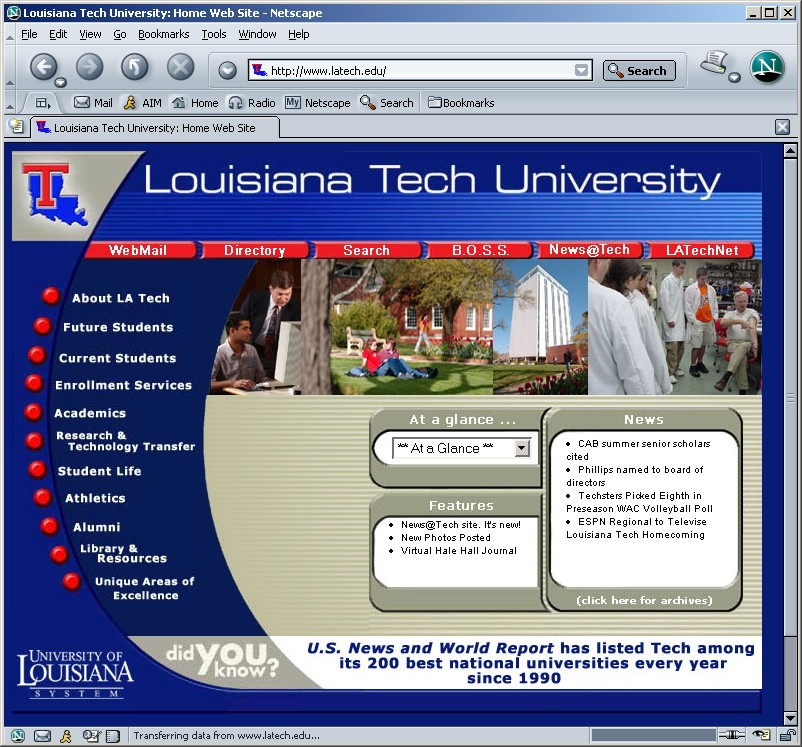 Louisiana Tech University: Home Web Site - Netscape
File Edit View Go Bookmarks Tools Window Help
http://www.latech.edu/ Search
Mail AIM Home Radio My Netscape Search Bookmarks
Louisiana Tech University: Home Web Site
Louisiana Tech University
WebMail Directory Search B.O.S.S. News@Tech LATechNet
About LA Tech
Future Students
Current Students
Enrollment Services
Academics
Research &
Technology Transfer
Student Life
Athletics
Alumni
Library &
Resources
Unique Areas of
Excellence
At a glance ...
** At a Glance **
Features
• News@Tech site. It's new!
• New Photos Posted
• Virtual Hale Hall Journal
News
• CAB summer senior scholars
cited
• Phillips named to board of
directors
• Techsters Picked Eighth in
Preseason WAC Volleyball Poll
• ESPN Regional to Televise
Louisiana Tech Homecoming
(click here for archives)
UNIVERSITY OF
LOUISIANA
SYSTEM
did you know?
U.S. News and World Report has listed Tech among
its 200 best national universities every year
since 1990
Transferring data from www.latech.edu...